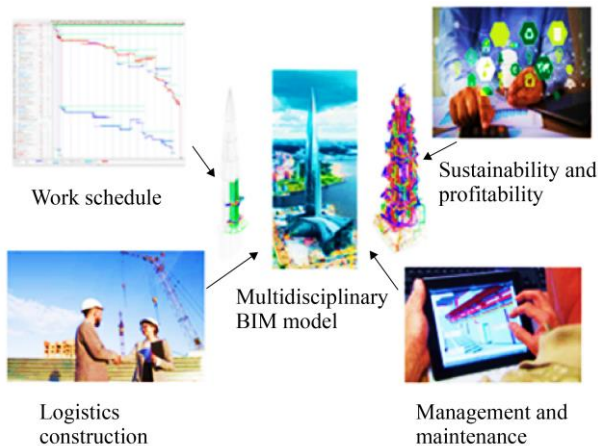 Work schedule
Sustainability and
profitability
Multidisciplinary
BIM model
Logistics
construction
Management and
maintenance